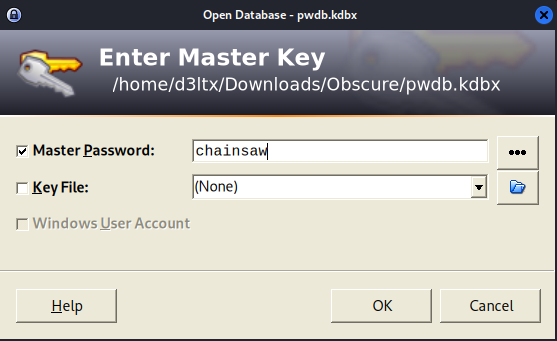 Open Database - pwdb.kdbx
Enter Master Key
/home/d3ltx/Downloads/Obscure/pwdb.kdbx
Master Password:
chainsaw
Key File:
(None)
Windows User Account
Help
OK
Cancel